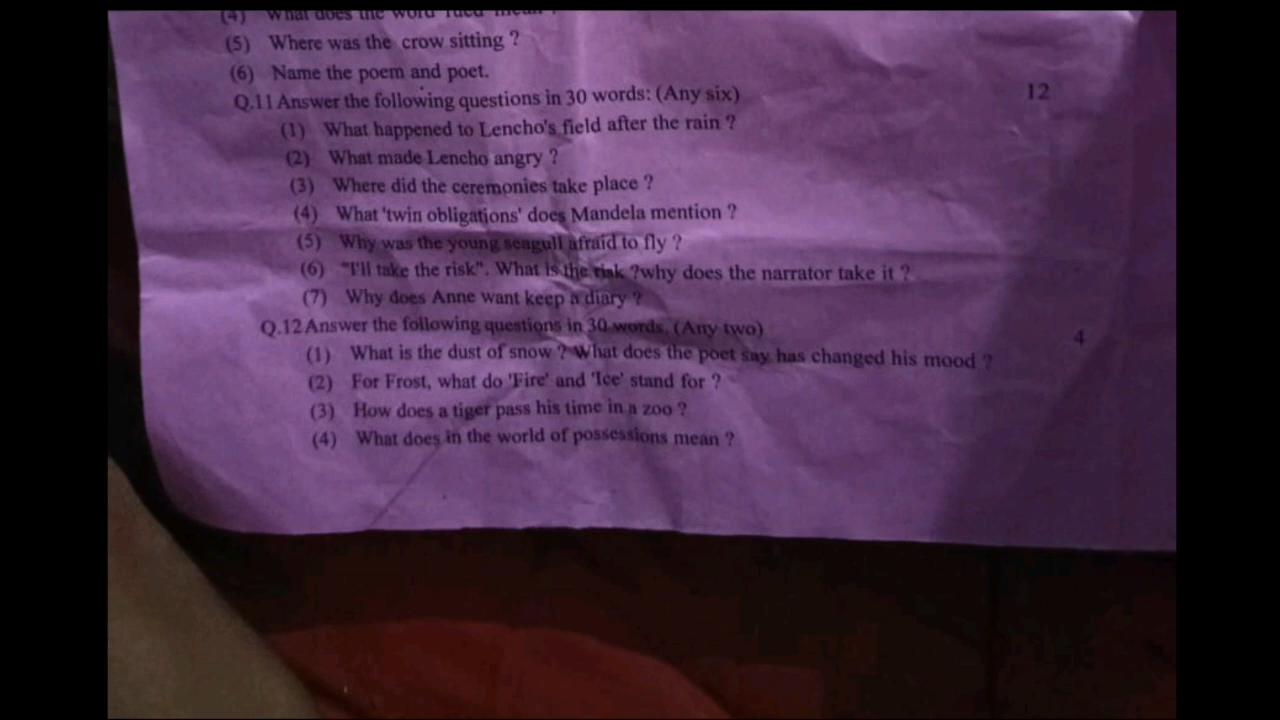 (4) What does the word 'rued' mean ?
(5) Where was the crow sitting ?
(6) Name the poem and poet.
Q.11 Answer the following questions in 30 words: (Any six) 12
(1) What happened to Lencho's field after the rain ?
(2) What made Lencho angry ?
(3) Where did the ceremonies take place ?
(4) What 'twin obligations' does Mandela mention ?
(5) Why was the young seagull afraid to fly ?
(6) "I'll take the risk". What is the risk ?why does the narrator take it ?
(7) Why does Anne want keep a diary ?
Q.12 Answer the following questions in 30 words. (Any two) 4
(1) What is the dust of snow ? What does the poet say has changed his mood ?
(2) For Frost, what do 'Fire' and 'Ice' stand for ?
(3) How does a tiger pass his time in a zoo ?
(4) What does in the world of possessions mean ?